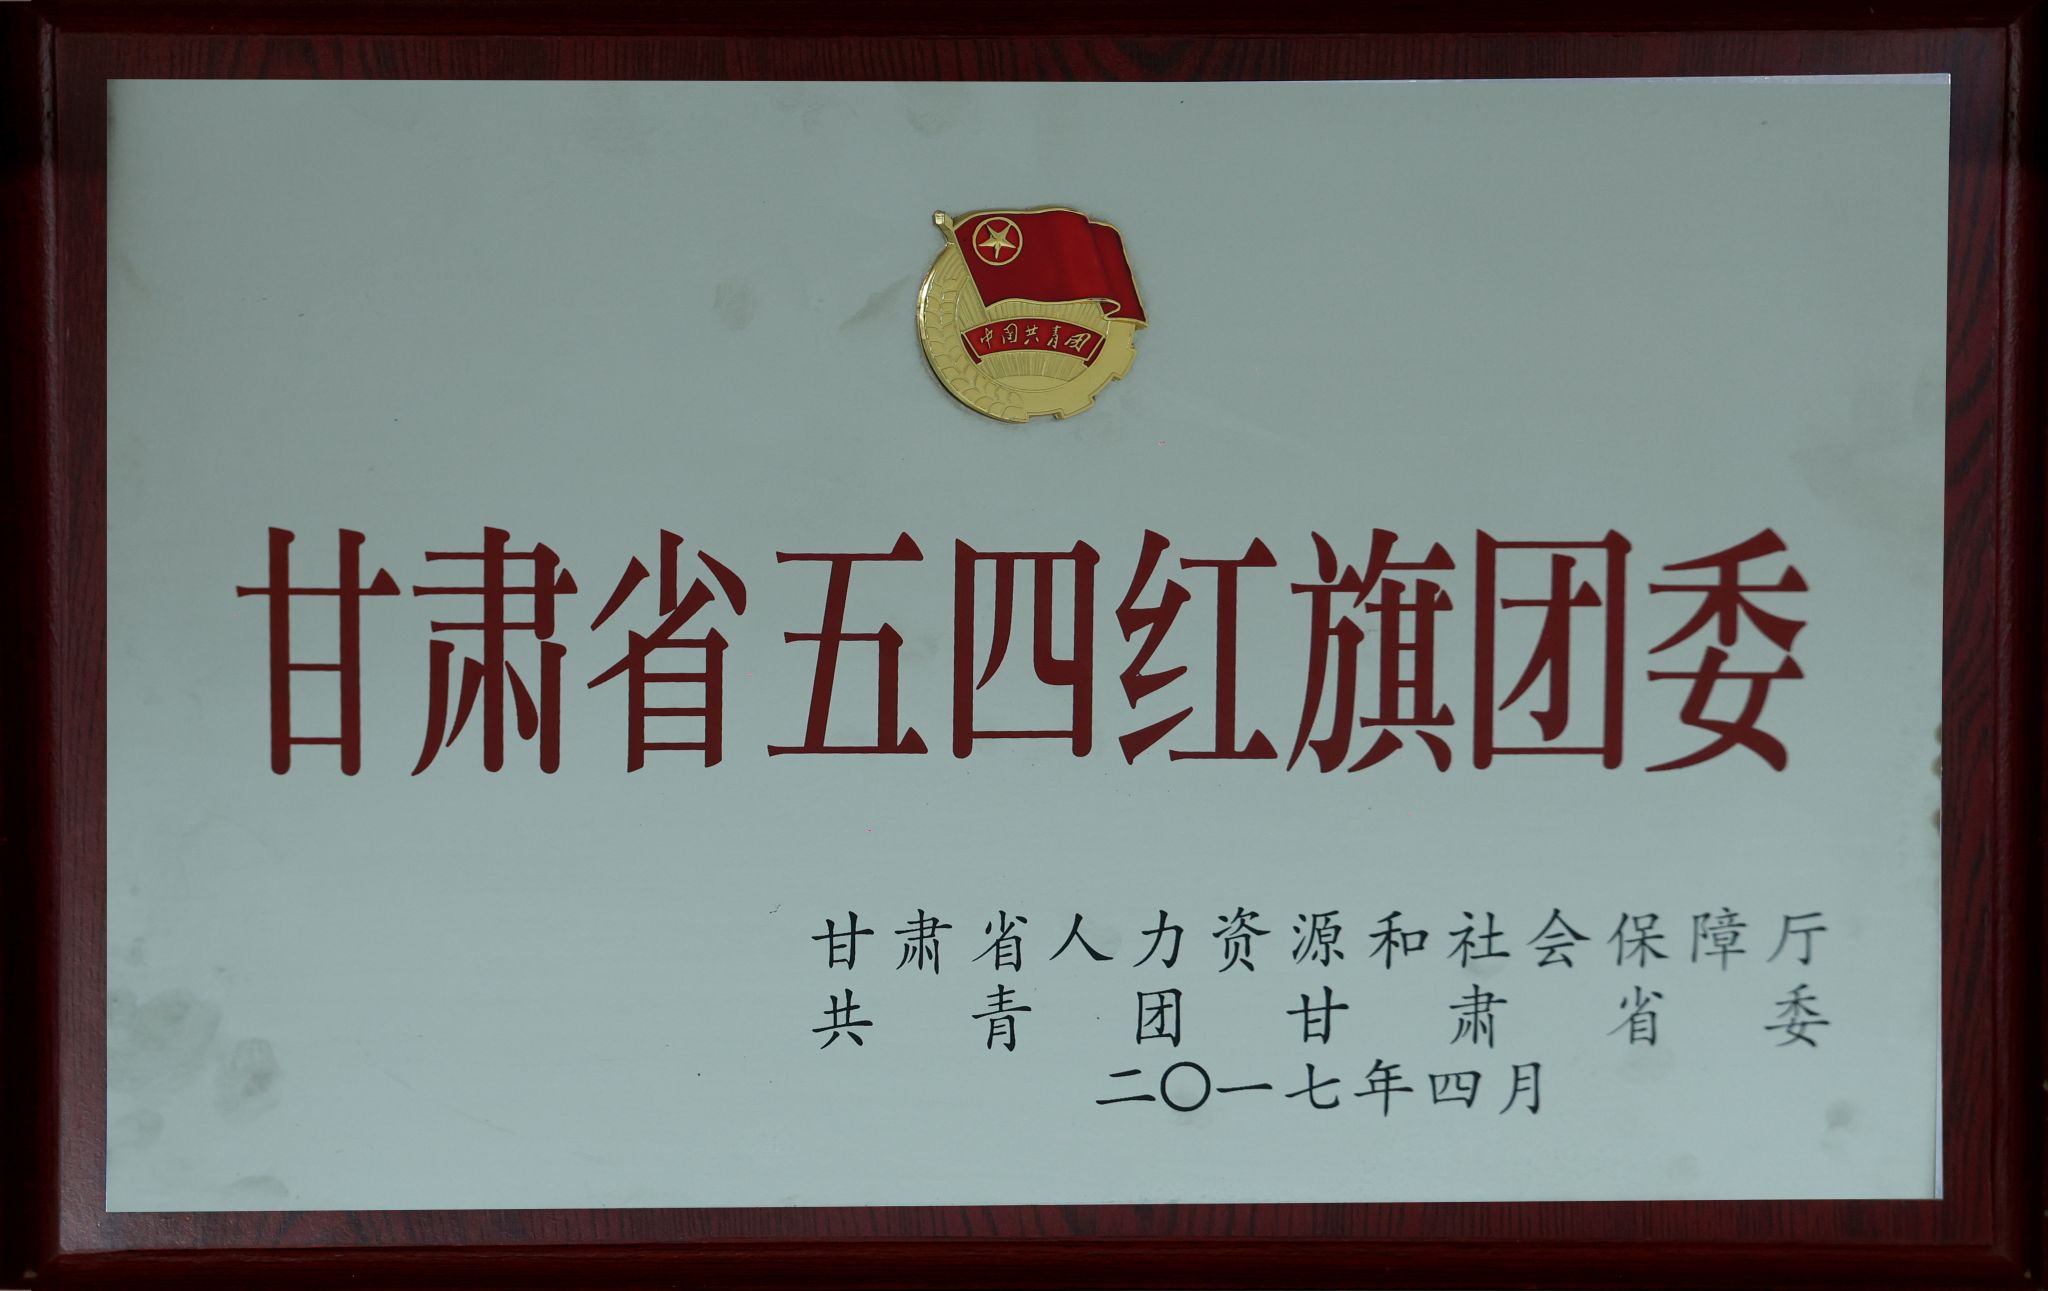 中国共青团
甘肃省五四红旗团委
甘肃省人力资源和社会保障厅
共青团甘肃省委
二〇一七年四月